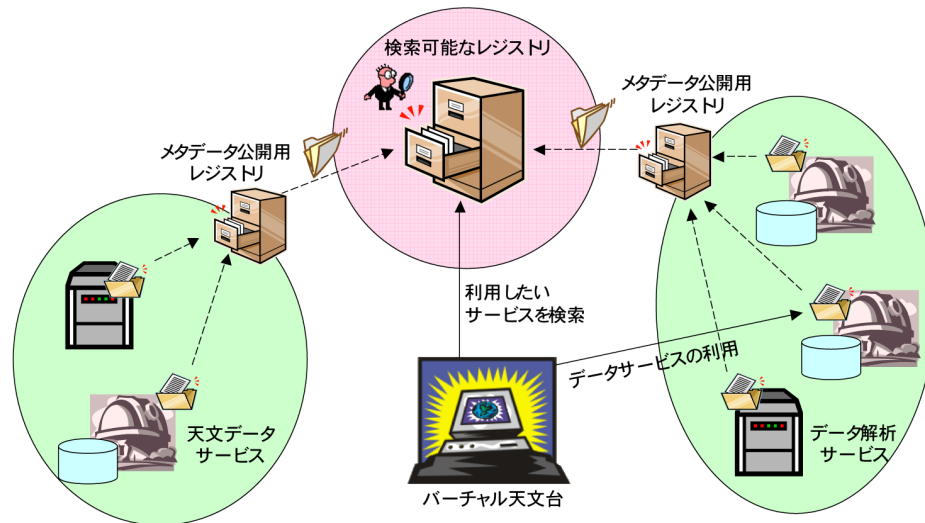 検索可能なレジストリ
メタデータ公開用
レジストリ
メタデータ公開用
レジストリ
利用したい
サービスを検索
データサービスの利用
天文データ
サービス
データ解析
サービス
バーチャル天文台